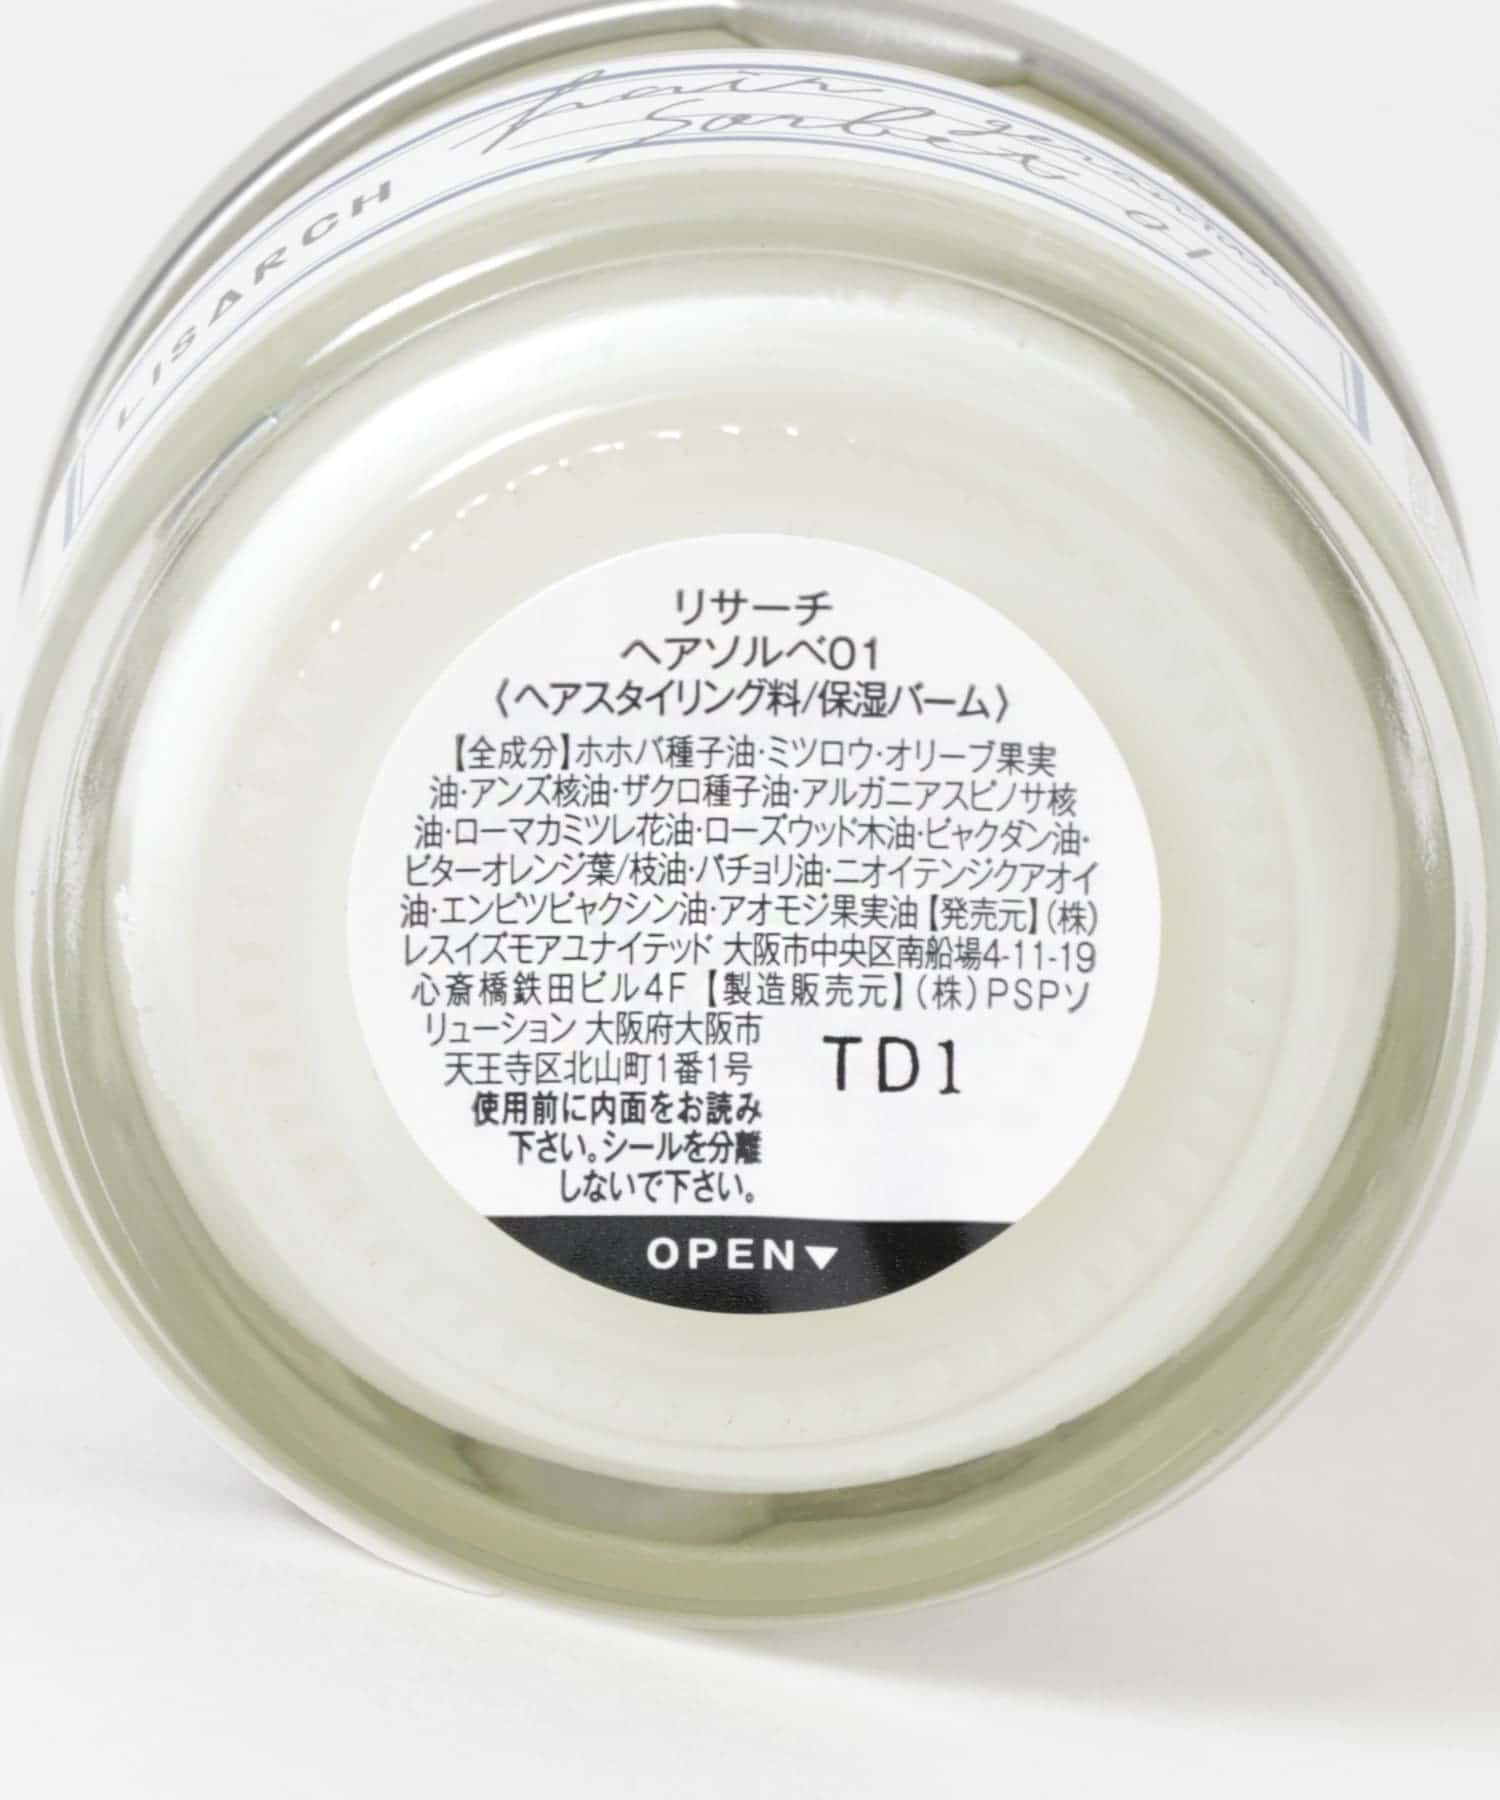 hair
sorbet
geranium
01
LISARCH
リサーチ
ヘアソルベ01
〈ヘアスタイリング料/保湿バーム〉
【全成分】ホホバ種子油・ミツロウ・オリーブ果実
油・アンズ核油・ザクロ種子油・アルガニアスピノサ核
油・ローマカミツレ花油・ローズウッド木油・ビャクダン油・
ビターオレンジ葉/枝油・パチョリ油・ニオイテンジクアオイ
油・エンピツビャクシン油・アオモジ果実油【発売元】(株)
レスイズモアユナイテッド 大阪市中央区南船場4-11-19
心斎橋鉄田ビル4F【製造販売元】(株)PSPソ
リューション 大阪府大阪市
天王寺区北山町1番1号
TD1
使用前に内面をお読み
下さい。シールを分離
しないで下さい。
OPEN▼